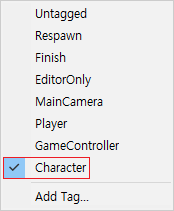 Untagged
Respawn
Finish
EditorOnly
MainCamera
Player
GameController
Character
Add Tag...